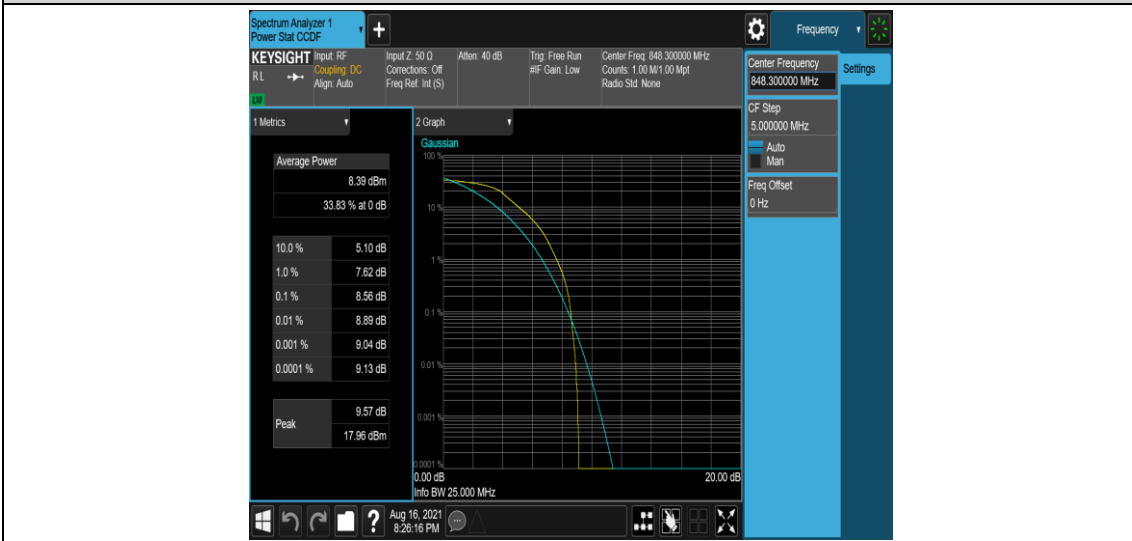 Spectrum Analyzer 1
Power Stat CCDF
+
Frequency
KEYSIGHT
Input: RF
Input Z: 50 Ω
Atten: 40 dB
Trig: Free Run
Center Freq: 848.300000 MHz
R L
Coupling: DC
Corrections: Off
#IF Gain: Low
Counts: 1.00 M/1.00 Mpt
Align: Auto
Freq Ref: Int (S)
Radio Std: None
Center Frequency
848.300000 MHz
Settings
CF Step
5.000000 MHz
Auto
Man
Freq Offset
0 Hz
1 Metrics
Average Power
8.39 dBm
33.83 % at 0 dB
10.0 % 5.10 dB
1.0 % 7.62 dB
0.1 % 8.56 dB
0.01 % 8.89 dB
0.001 % 9.04 dB
0.0001 % 9.13 dB
Peak
9.57 dB
17.96 dBm
2 Graph
Gaussian
100 %
10 %
1 %
0.1 %
0.01 %
0.001 %
0.0001 %
0.00 dB
20.00 dB
Info BW 25.000 MHz
?
Aug 16, 2021
8:26:16 PM